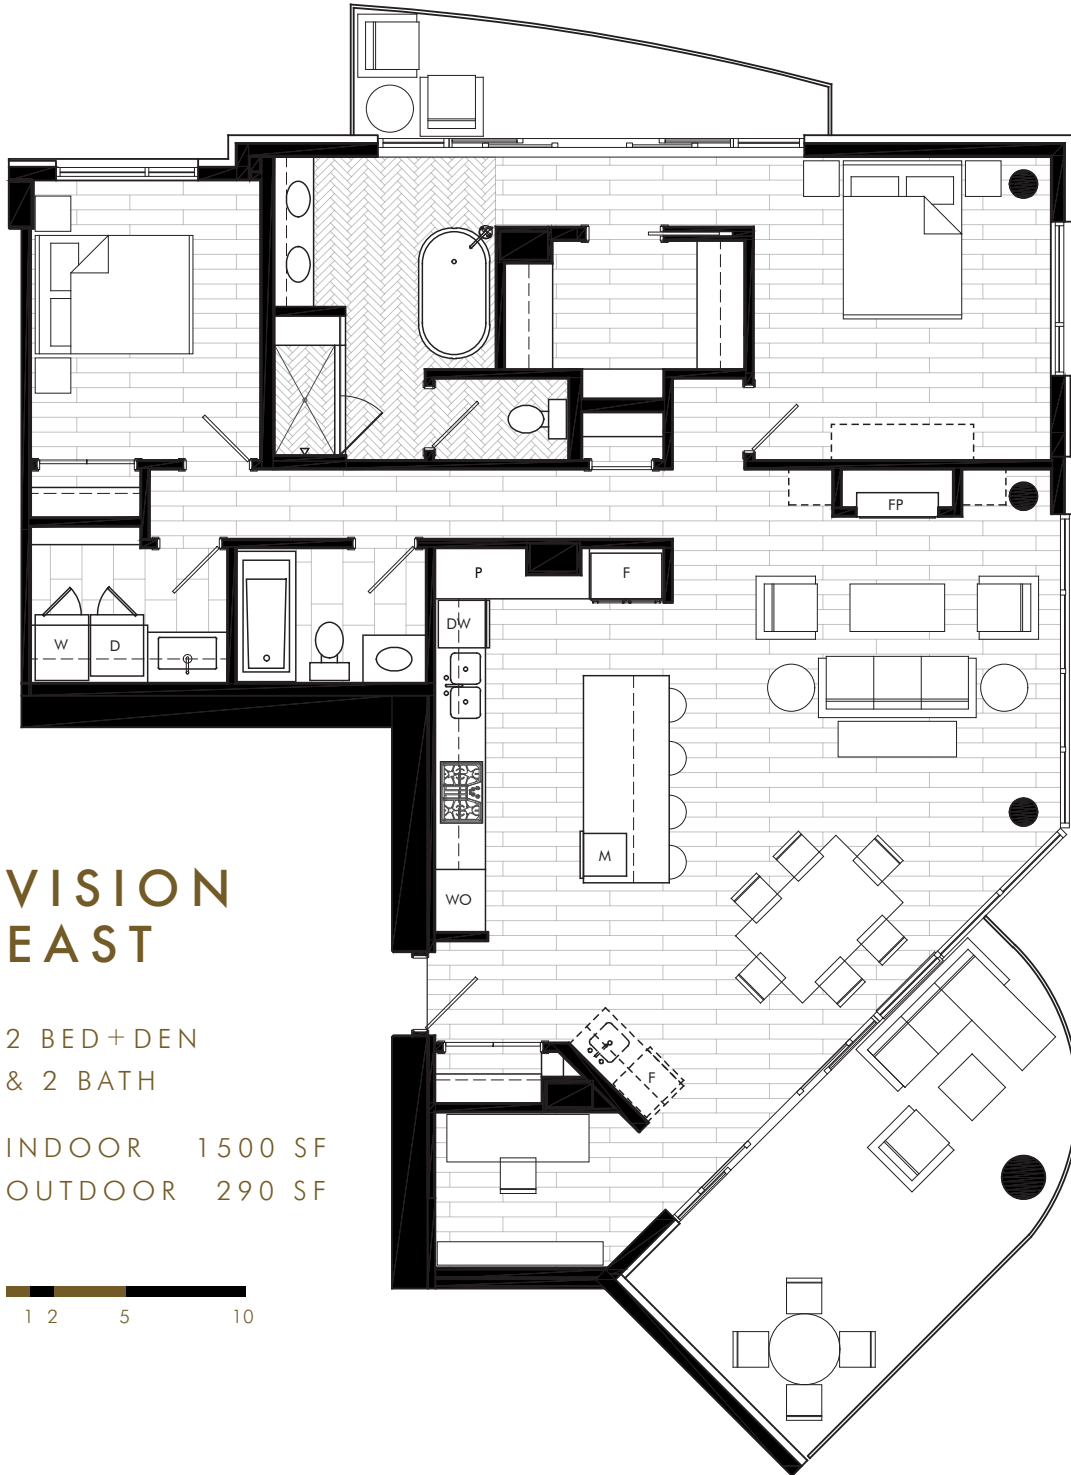 FP
P
F
DW
W
D
M
WO
F
VISION
EAST
2 BED+DEN
& 2 BATH
INDOOR 1500 SF
OUTDOOR 290 SF
1 2 5 10